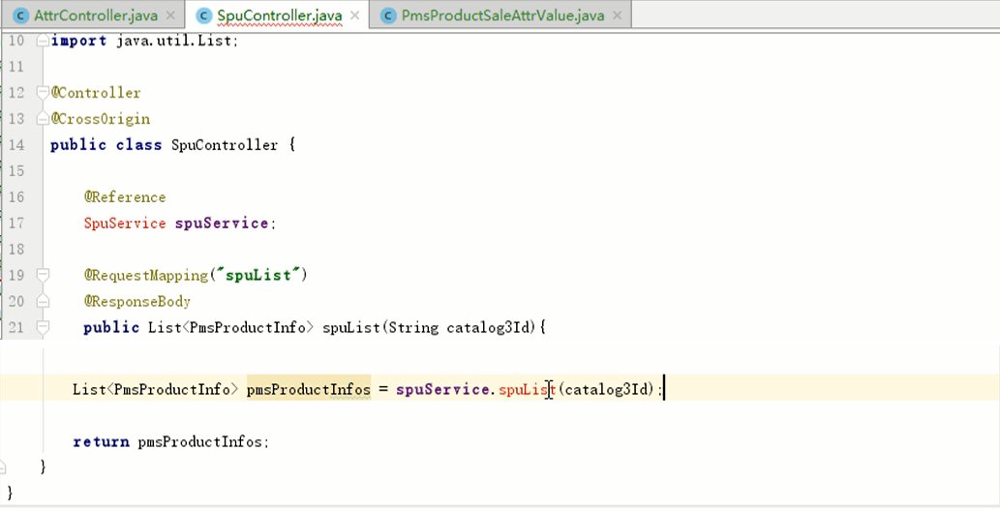 AttrController.java × SpuController.java × PmsProductSaleAttrValue.java ×
10 import java.util.List;
11
12 @Controller
13 @CrossOrigin
14 public class SpuController {
15
16 @Reference
17 SpuService spuService;
18
19 @RequestMapping("spuList")
20 @ResponseBody
21 public List<PmsProductInfo> spuList(String catalog3Id){
List<PmsProductInfo> pmsProductInfos = spuService.spuList(catalog3Id);
return pmsProductInfos;
}
}